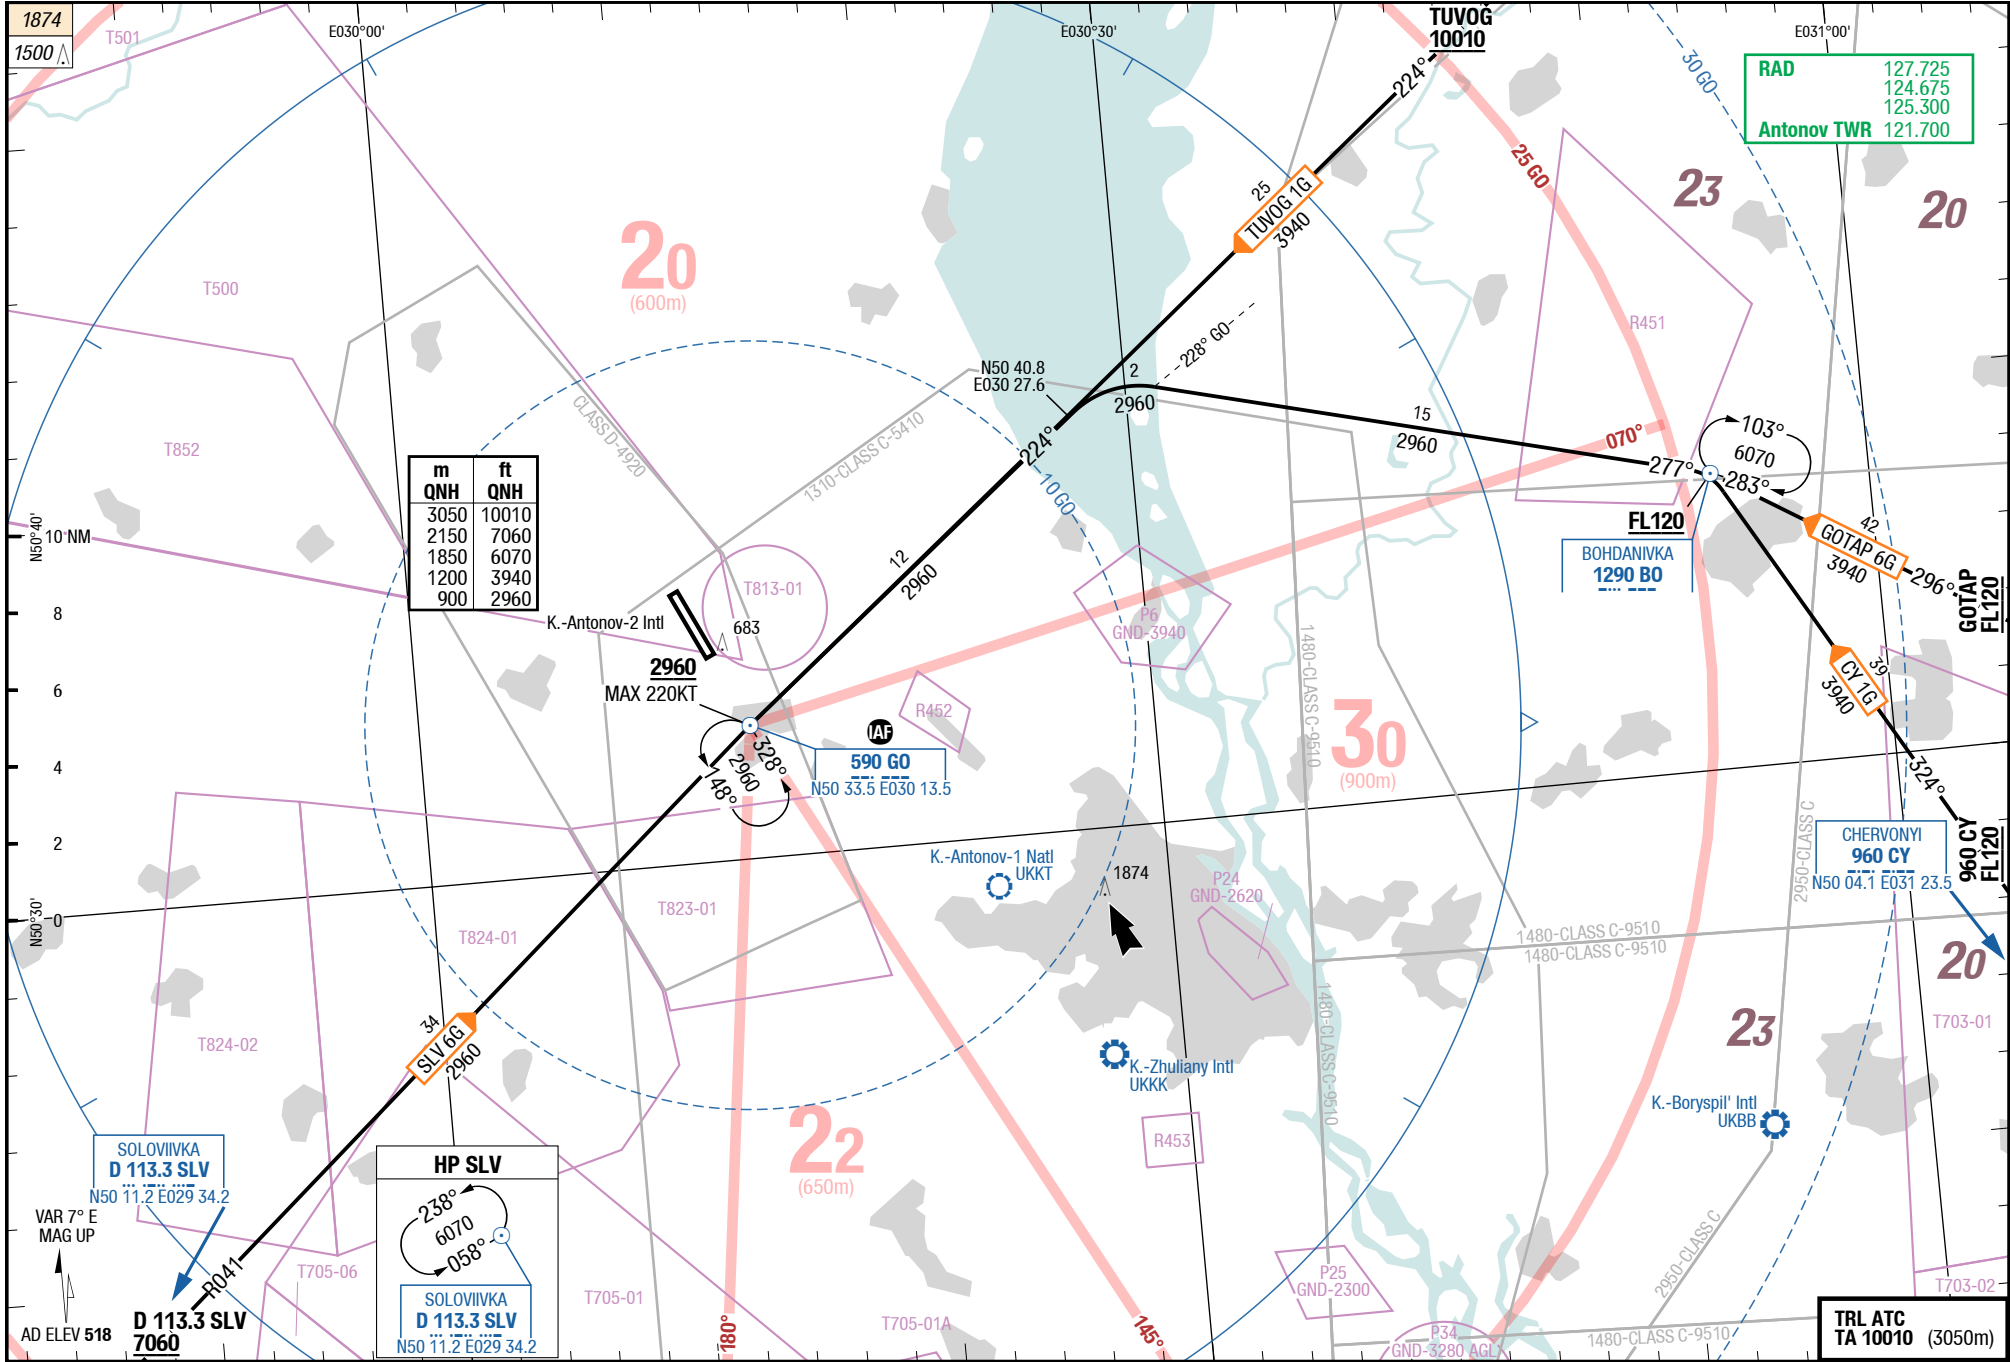 1874
1500
T501
E030°00'
E030°30'
TUVOG
10010
E031°00'
RAD 127.725
124.675
125.300
Antonov TWR 121.700
30 GO
224°
25 GO
23
20
25
TUVOG 1G
3940
20
(600m)
T500
R451
228° GO
N50 40.8
E030 27.6
2
2960
CLASS D-4920
1310-CLASS C-5410
15
2960
070°
103°
6070
277°
283°
T852
224°
10 GO
m ft
QNH QNH
3050 10010
2150 7060
1850 6070
1200 3940
900 2960
N50°40'
10 NM
FL120
BOHDANIVKA
1290 BO
42
GOTAP 6G
3940
296°
GOTAP
FL120
12
2960
T813-01
K.-Antonov-2 Intl
683
P6
GND-3940
8
2960
MAX 220KT
1480-CLASS C-9510
39
CY 1G
3940
6
R452
IAF
590 GO
N50 33.5 E030 13.5
328°
2960
148°
30
(900m)
324°
4
2
0
N50°30'
CHERVONYI
960 CY
N50 04.1 E031 23.5
960 CY
FL120
2950-CLASS C
K.-Antonov-1 Natl
UKKT
1874
P24
GND-2620
T823-01
T824-01
1480-CLASS C-9510
1480-CLASS C-9510
20
1480-CLASS C-9510
T703-01
23
T824-02
34
SLV 6G
2960
K.-Zhuliany Intl
UKKK
K.-Boryspil' Intl
UKBB
22
(650m)
R453
SOLOVIIVKA
D 113.3 SLV
N50 11.2 E029 34.2
HP SLV
238°
6070
058°
SOLOVIIVKA
D 113.3 SLV
N50 11.2 E029 34.2
VAR 7° E
MAG UP
R041
T705-06
T705-01
P25
GND-2300
2950-CLASS C
T703-02
AD ELEV 518
D 113.3 SLV
7060
180°
T705-01A
145°
P34
GND-3280 AGL
1480-CLASS C-9510
TRL ATC
TA 10010 (3050m)